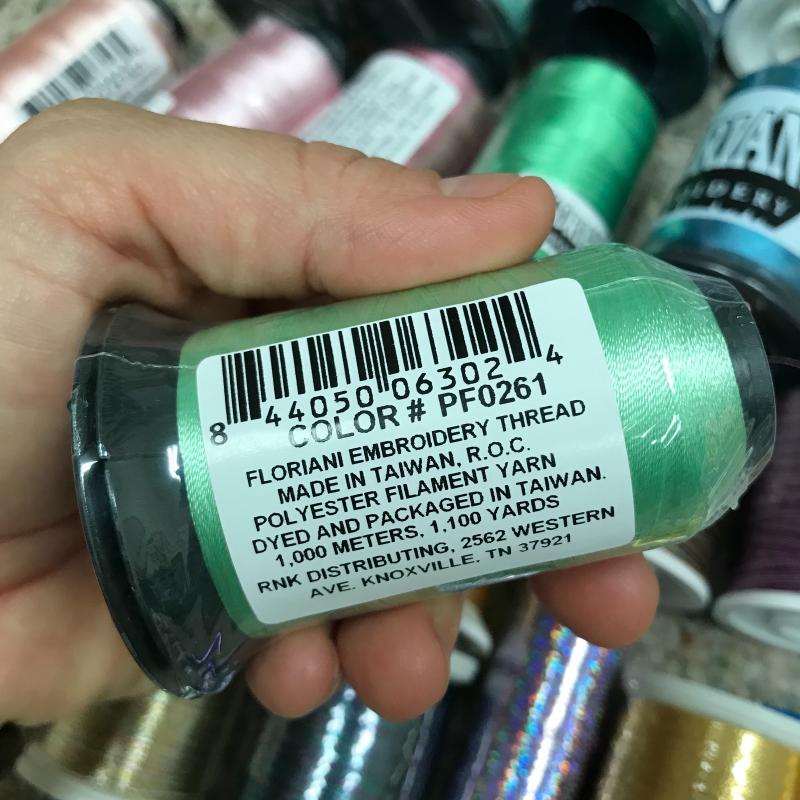 8 44050 06302 4
COLOR # PF0261
FLORIANI EMBROIDERY THREAD
MADE IN TAIWAN, R.O.C.
POLYESTER FILAMENT YARN
DYED AND PACKAGED IN TAIWAN.
1,000 METERS, 1,100 YARDS
RNK DISTRIBUTING, 2562 WESTERN
AVE. KNOXVILLE, TN 37921